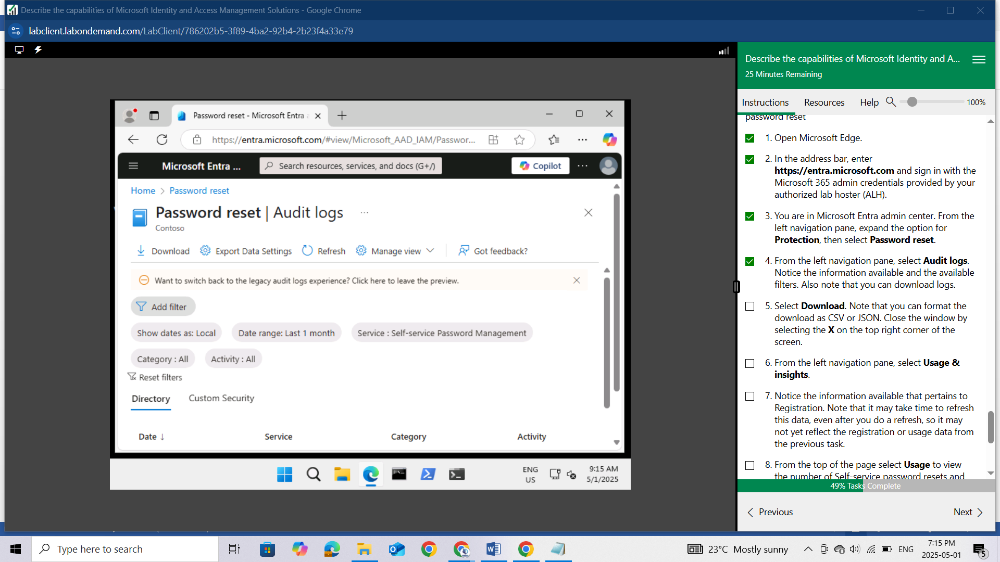 Describe the capabilities of Microsoft Identity and Access Management Solutions - Google Chrome
labclient.labondemand.com/LabClient/786202b5-3f89-4ba2-92b4-2b23f4a33e79
Password reset - Microsoft Entra a
https://entra.microsoft.com/#view/Microsoft_AAD_IAM/Passwor...
Microsoft Entra ...
Search resources, services, and docs (G+/)
Copilot
Home > Password reset
Password reset | Audit logs
Contoso
Download
Export Data Settings
Refresh
Manage view
Got feedback?
Want to switch back to the legacy audit logs experience? Click here to leave the preview.
Add filter
Show dates as: Local
Date range: Last 1 month
Service : Self-service Password Management
Category : All
Activity : All
Reset filters
Directory
Custom Security
Date ↓
Service
Category
Activity
ENG
US
9:15 AM
5/1/2025
Describe the capabilities of Microsoft Identity and A...
25 Minutes Remaining
Instructions
Resources
Help
100%
password reset
1. Open Microsoft Edge.
2. In the address bar, enter
https://entra.microsoft.com and sign in with the
Microsoft 365 admin credentials provided by your
authorized lab hoster (ALH).
3. You are in Microsoft Entra admin center. From the
left navigation pane, expand the option for
Protection, then select Password reset.
4. From the left navigation pane, select Audit logs.
Notice the information available and the available
filters. Also note that you can download logs.
5. Select Download. Note that you can format the
download as CSV or JSON. Close the window by
selecting the X on the top right corner of the
screen.
6. From the left navigation pane, select Usage &
insights.
7. Notice the information available that pertains to
Registration. Note that it may take time to refresh
this data, even after you do a refresh, so it may
not yet reflect the registration or usage data from
the previous task.
8. From the top of the page select Usage to view
the number of Self-service password resets and
49% Tasks Complete
Previous
Next
Type here to search
23°C Mostly sunny
ENG
7:15 PM
2025-05-01
5